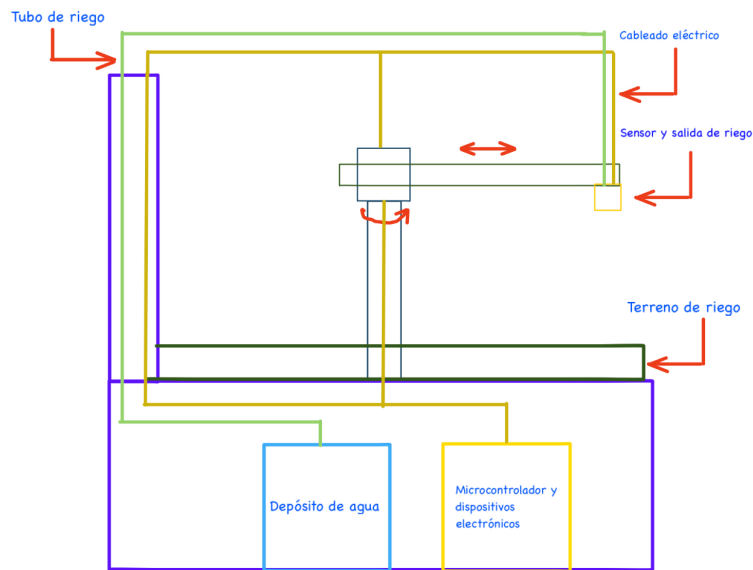 Tubo de riego
Cableado eléctrico
Sensor y salida de riego
Terreno de riego
Depósito de agua
Microcontrolador y
dispositivos
electrónicos